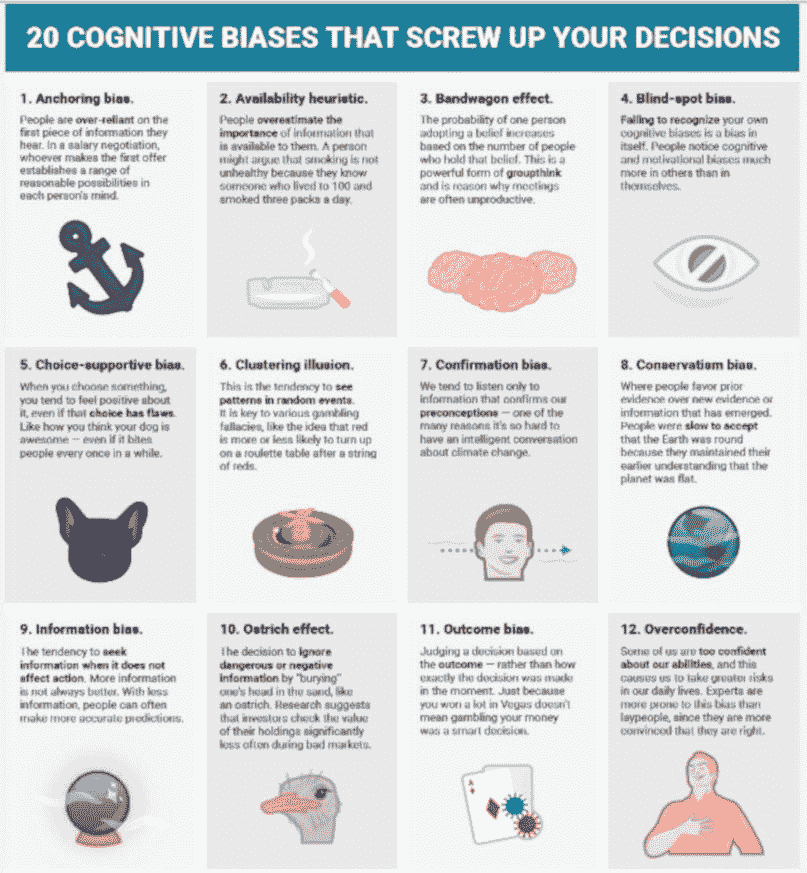 20 COGNITIVE BIASES THAT SCREW UP YOUR DECISIONS
1. Anchoring bias.
People are over-reliant on the
first piece of information they
hear. In a salary negotiation,
whoever makes the first offer
establishes a range of
reasonable possibilities in
each person's mind.
2. Availability heuristic.
People overestimate the
importance of information that
is available to them. A person
might argue that smoking is not
unhealthy because they know
someone who lived to 100 and
smoked three packs a day.
3. Bandwagon effect.
The probability of one person
adopting a belief increases
based on the number of people
who hold that belief. This is a
powerful form of groupthink
and is reason why meetings
are often unproductive.
4. Blind-spot bias.
Failing to recognize your own
cognitive biases is a bias in
itself. People notice cognitive
and motivational biases much
more in others than in
themselves.
5. Choice-supportive bias.
When you choose something,
you tend to feel positive about
it, even if that choice has flaws.
Like how you think your dog is
awesome — even if it bites
people every once in a while.
6. Clustering illusion.
This is the tendency to see
patterns in random events.
It is key to various gambling
fallacies, like the idea that red
is more or less likely to turn up
on a roulette table after a string
of reds.
7. Confirmation bias.
We tend to listen only to
information that confirms our
preconceptions — one of the
many reasons it's so hard to
have an intelligent conversation
about climate change.
8. Conservatism bias.
Where people favor prior
evidence over new evidence or
information that has emerged.
People were slow to accept
that the Earth was round
because they maintained their
earlier understanding that the
planet was flat.
9. Information bias.
The tendency to seek
information when it does not
affect action. More information
is not always better. With less
information, people can often
make more accurate predictions.
10. Ostrich effect.
The decision to ignore
dangerous or negative
information by "burying"
one's head in the sand, like
an ostrich. Research suggests
that investors check the value
of their holdings significantly
less often during bad markets.
11. Outcome bias.
Judging a decision based on
the outcome — rather than how
exactly the decision was made
in the moment. Just because
you won a lot in Vegas doesn't
mean gambling your money
was a smart decision.
12. Overconfidence.
Some of us are too confident
about our abilities, and this
causes us to take greater risks
in our daily lives. Experts are
more prone to this bias than
laypeople, since they are more
convinced that they are right.